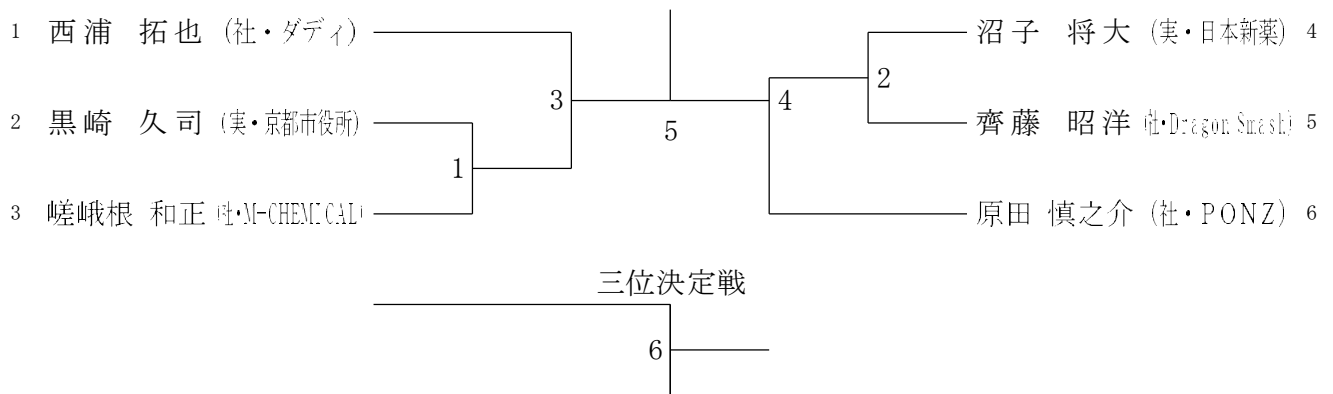 1 西浦 拓也 (社・ダディ)
2 黒崎 久司 (実・京都市役所)
3 嵯峨根 和正 (社・M-CHEMICAL)
1
3
5
4
2
沼子 将大 (実・日本新薬) 4
齊藤 昭洋 (社・Dragon Smash) 5
原田 慎之介 (社・PONZ) 6
三位決定戦
6